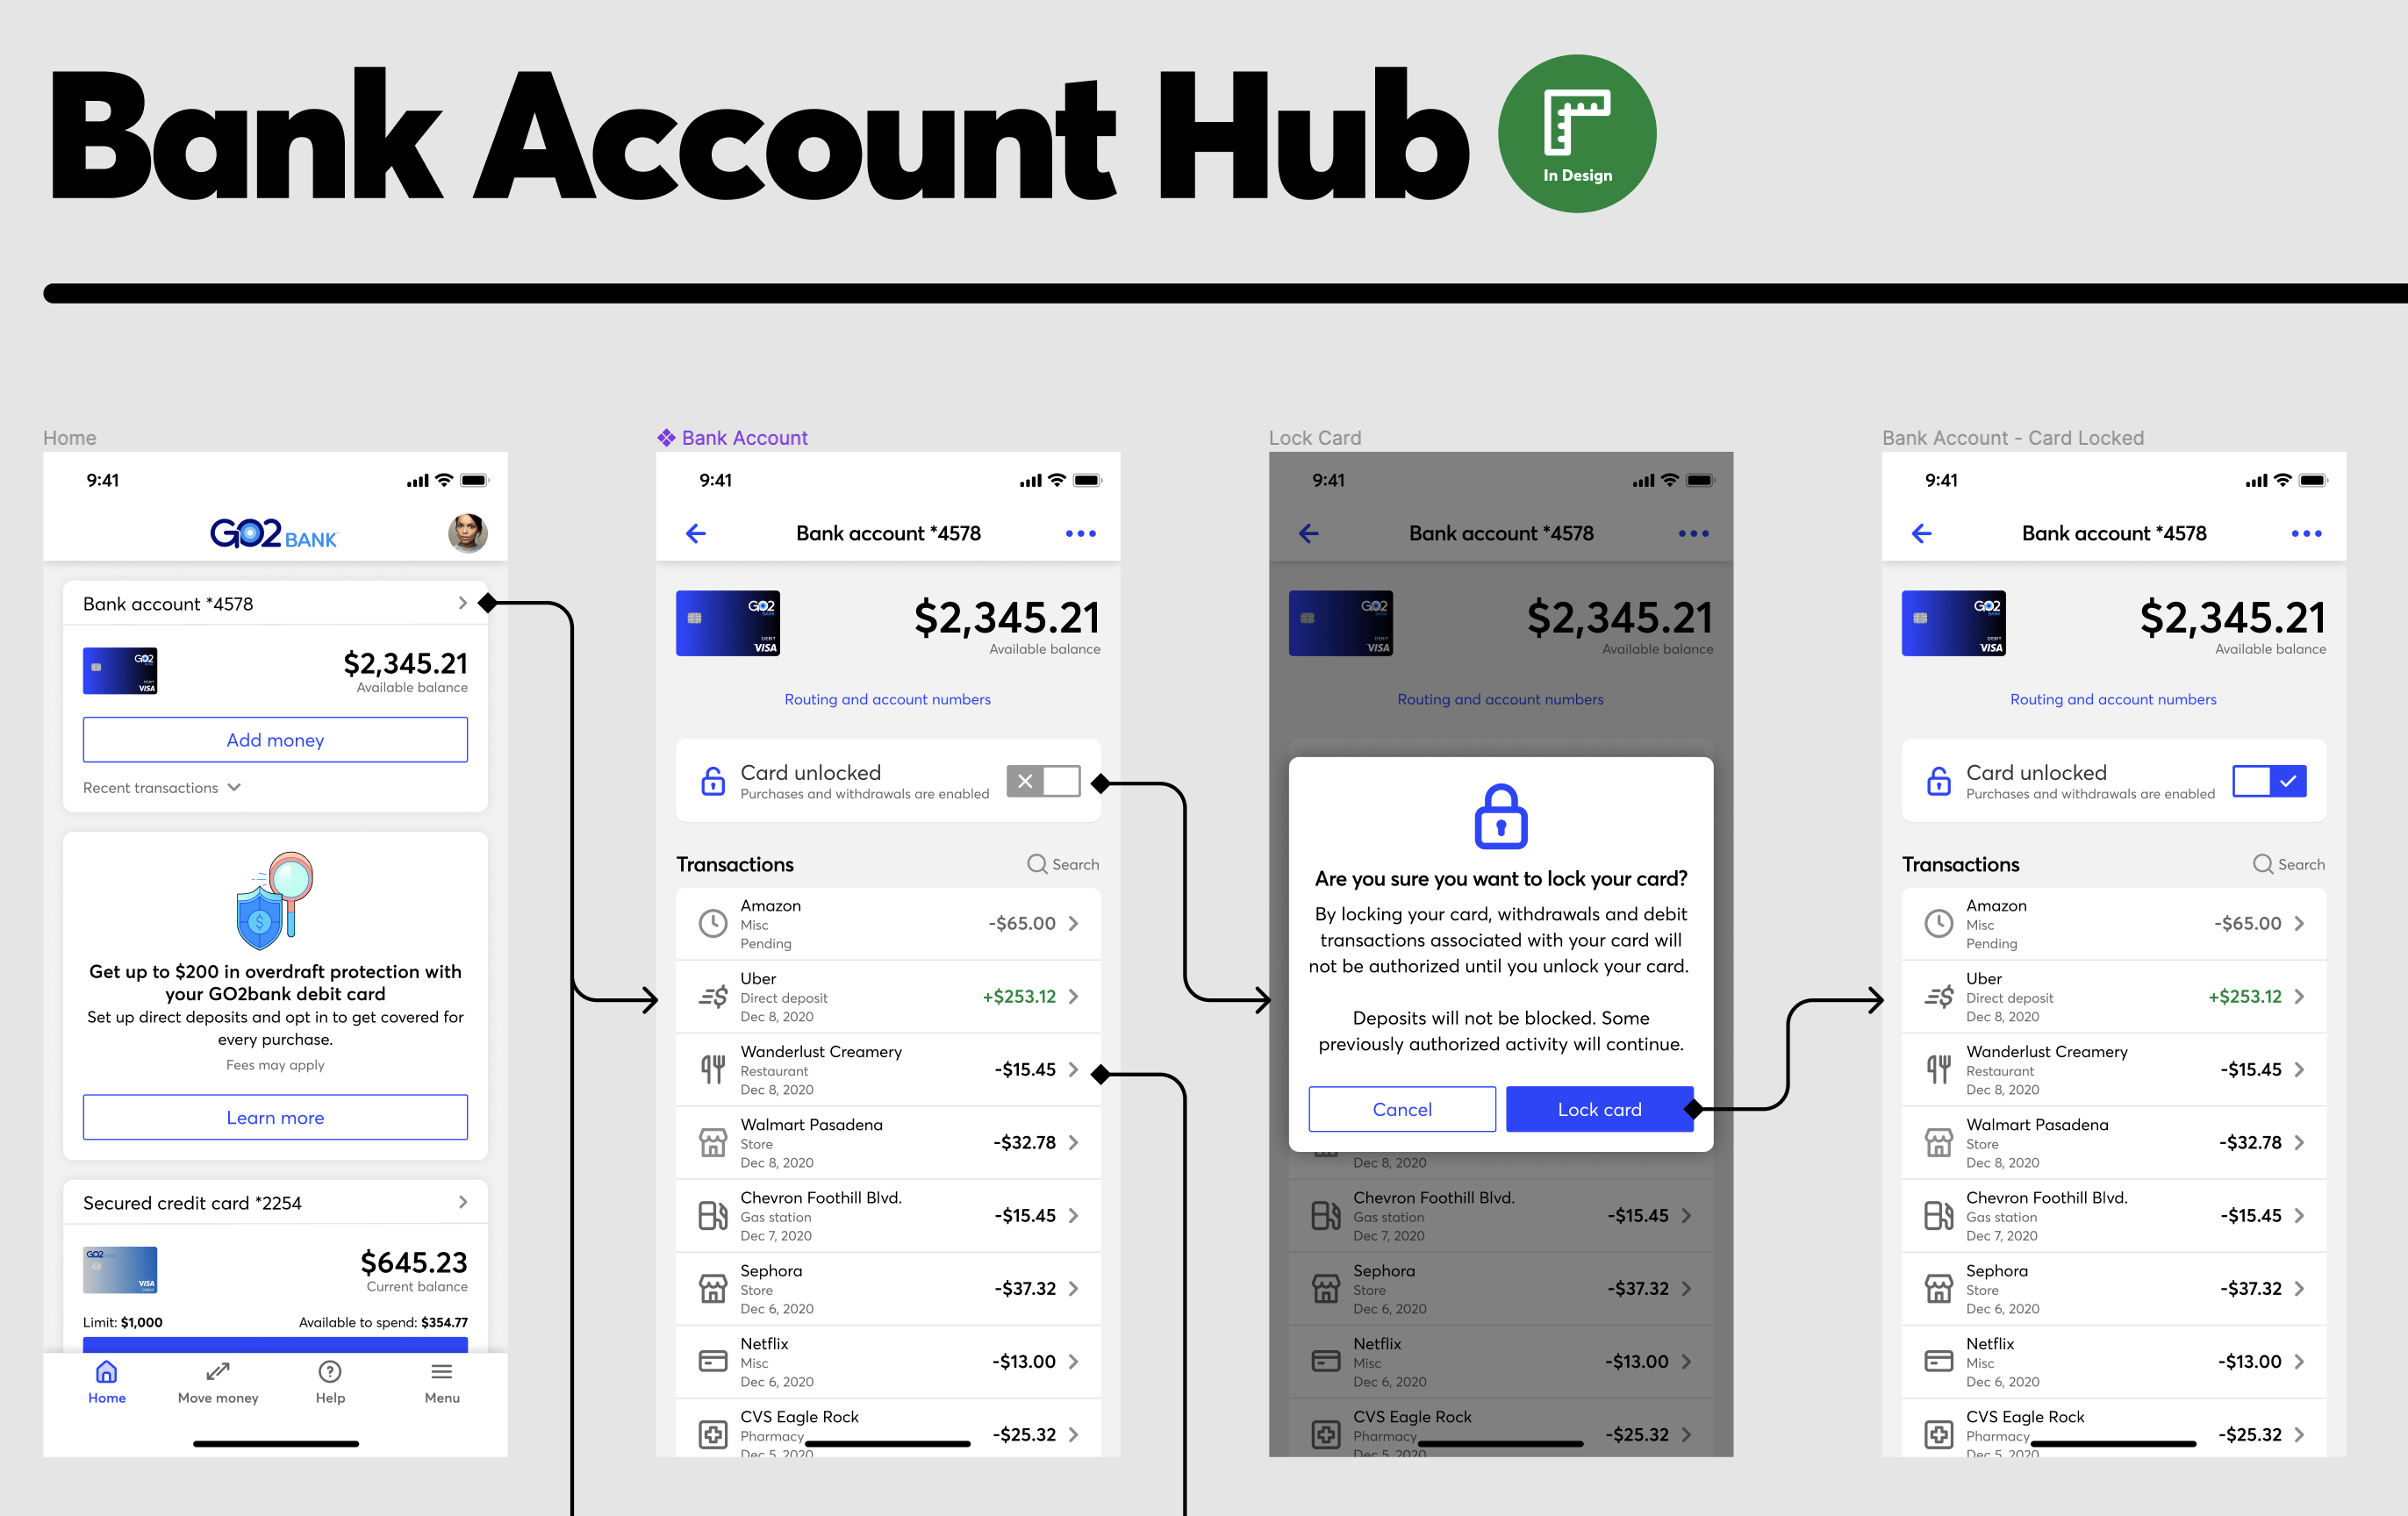 Bank Account Hub
In Design
Home
9:41
GO2 BANK
Bank account *4578
GO2
DEBIT
VISA
$2,345.21
Available balance
Add money
Recent transactions
$
Get up to $200 in overdraft protection with
your GO2bank debit card
Set up direct deposits and opt in to get covered for
every purchase.
Fees may apply
Learn more
Secured credit card *2254
GO2
VISA
$645.23
Current balance
Limit: $1,000
Available to spend: $354.77
Home
Move money
Help
Menu
Bank Account
9:41
Bank account *4578
GO2
BANK
DEBIT
VISA
$2,345.21
Available balance
Routing and account numbers
Card unlocked
Purchases and withdrawals are enabled
Transactions
Search
Amazon
Misc
Pending
-$65.00
Uber
Direct deposit
Dec 8, 2020
+$253.12
Wanderlust Creamery
Restaurant
Dec 8, 2020
-$15.45
Walmart Pasadena
Store
Dec 8, 2020
-$32.78
Chevron Foothill Blvd.
Gas station
Dec 7, 2020
-$15.45
Sephora
Store
Dec 6, 2020
-$37.32
Netflix
Misc
Dec 6, 2020
-$13.00
CVS Eagle Rock
Pharmacy
Dec 5, 2020
-$25.32
Lock Card
9:41
Bank account *4578
GO2
BANK
DEBIT
VISA
$2,345.21
Available balance
Routing and account numbers
Are you sure you want to lock your card?
By locking your card, withdrawals and debit
transactions associated with your card will
not be authorized until you unlock your card.
Deposits will not be blocked. Some
previously authorized activity will continue.
Cancel
Lock card
Dec 8, 2020
Chevron Foothill Blvd.
Gas station
Dec 7, 2020
-$15.45
Sephora
Store
Dec 6, 2020
-$37.32
Netflix
Misc
Dec 6, 2020
-$13.00
CVS Eagle Rock
Pharmacy
Dec 5, 2020
-$25.32
Bank Account - Card Locked
9:41
Bank account *4578
GO2
BANK
DEBIT
VISA
$2,345.21
Available balance
Routing and account numbers
Card unlocked
Purchases and withdrawals are enabled
Transactions
Search
Amazon
Misc
Pending
-$65.00
Uber
Direct deposit
Dec 8, 2020
+$253.12
Wanderlust Creamery
Restaurant
Dec 8, 2020
-$15.45
Walmart Pasadena
Store
Dec 8, 2020
-$32.78
Chevron Foothill Blvd.
Gas station
Dec 7, 2020
-$15.45
Sephora
Store
Dec 6, 2020
-$37.32
Netflix
Misc
Dec 6, 2020
-$13.00
CVS Eagle Rock
Pharmacy
Dec 5, 2020
-$25.32